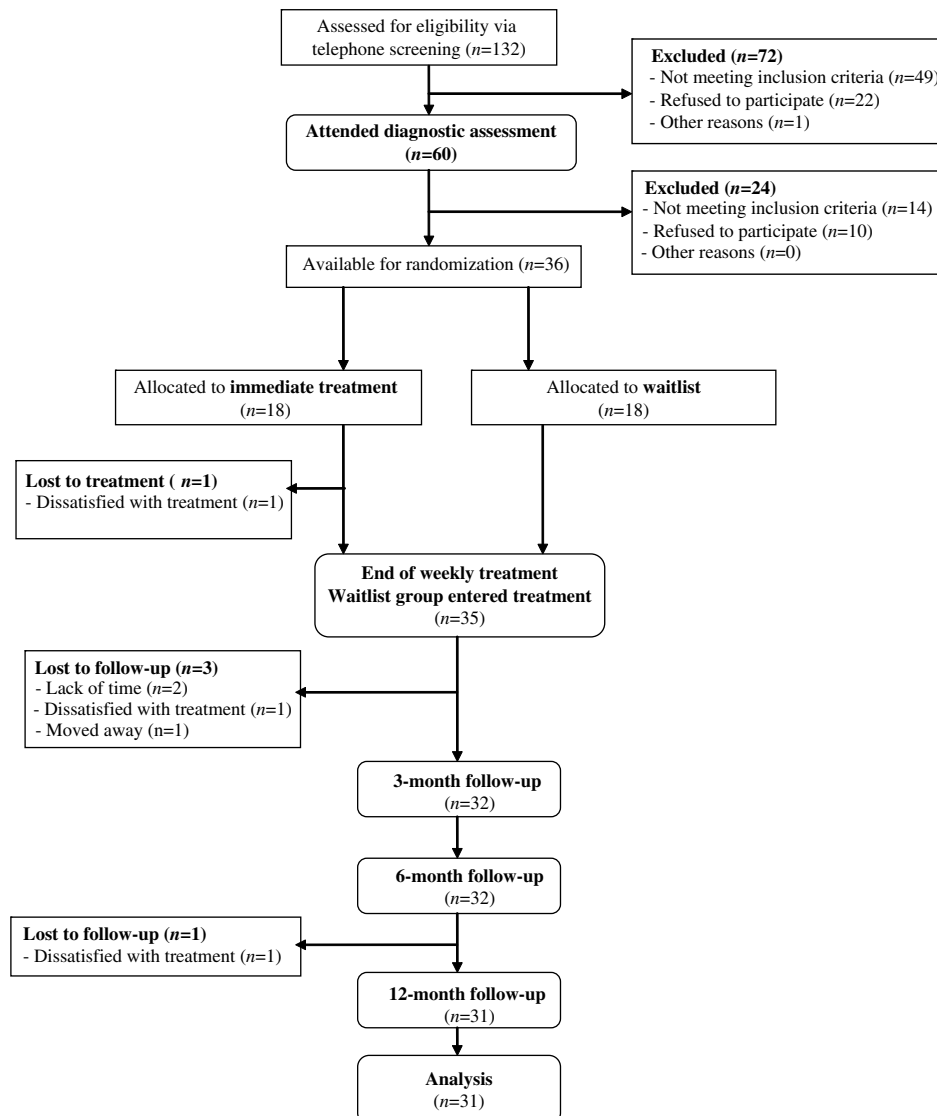 Assessed for eligibility via
telephone screening (n=132)
Excluded (n=72)
- Not meeting inclusion criteria (n=49)
- Refused to participate (n=22)
- Other reasons (n=1)
Attended diagnostic assessment
(n=60)
Excluded (n=24)
- Not meeting inclusion criteria (n=14)
- Refused to participate (n=10)
- Other reasons (n=0)
Available for randomization (n=36)
Allocated to immediate treatment
(n=18)
Allocated to waitlist
(n=18)
Lost to treatment ( n=1)
- Dissatisfied with treatment (n=1)
End of weekly treatment
Waitlist group entered treatment
(n=35)
Lost to follow-up (n=3)
- Lack of time (n=2)
- Dissatisfied with treatment (n=1)
- Moved away (n=1)
3-month follow-up
(n=32)
6-month follow-up
(n=32)
Lost to follow-up (n=1)
- Dissatisfied with treatment (n=1)
12-month follow-up
(n=31)
Analysis
(n=31)